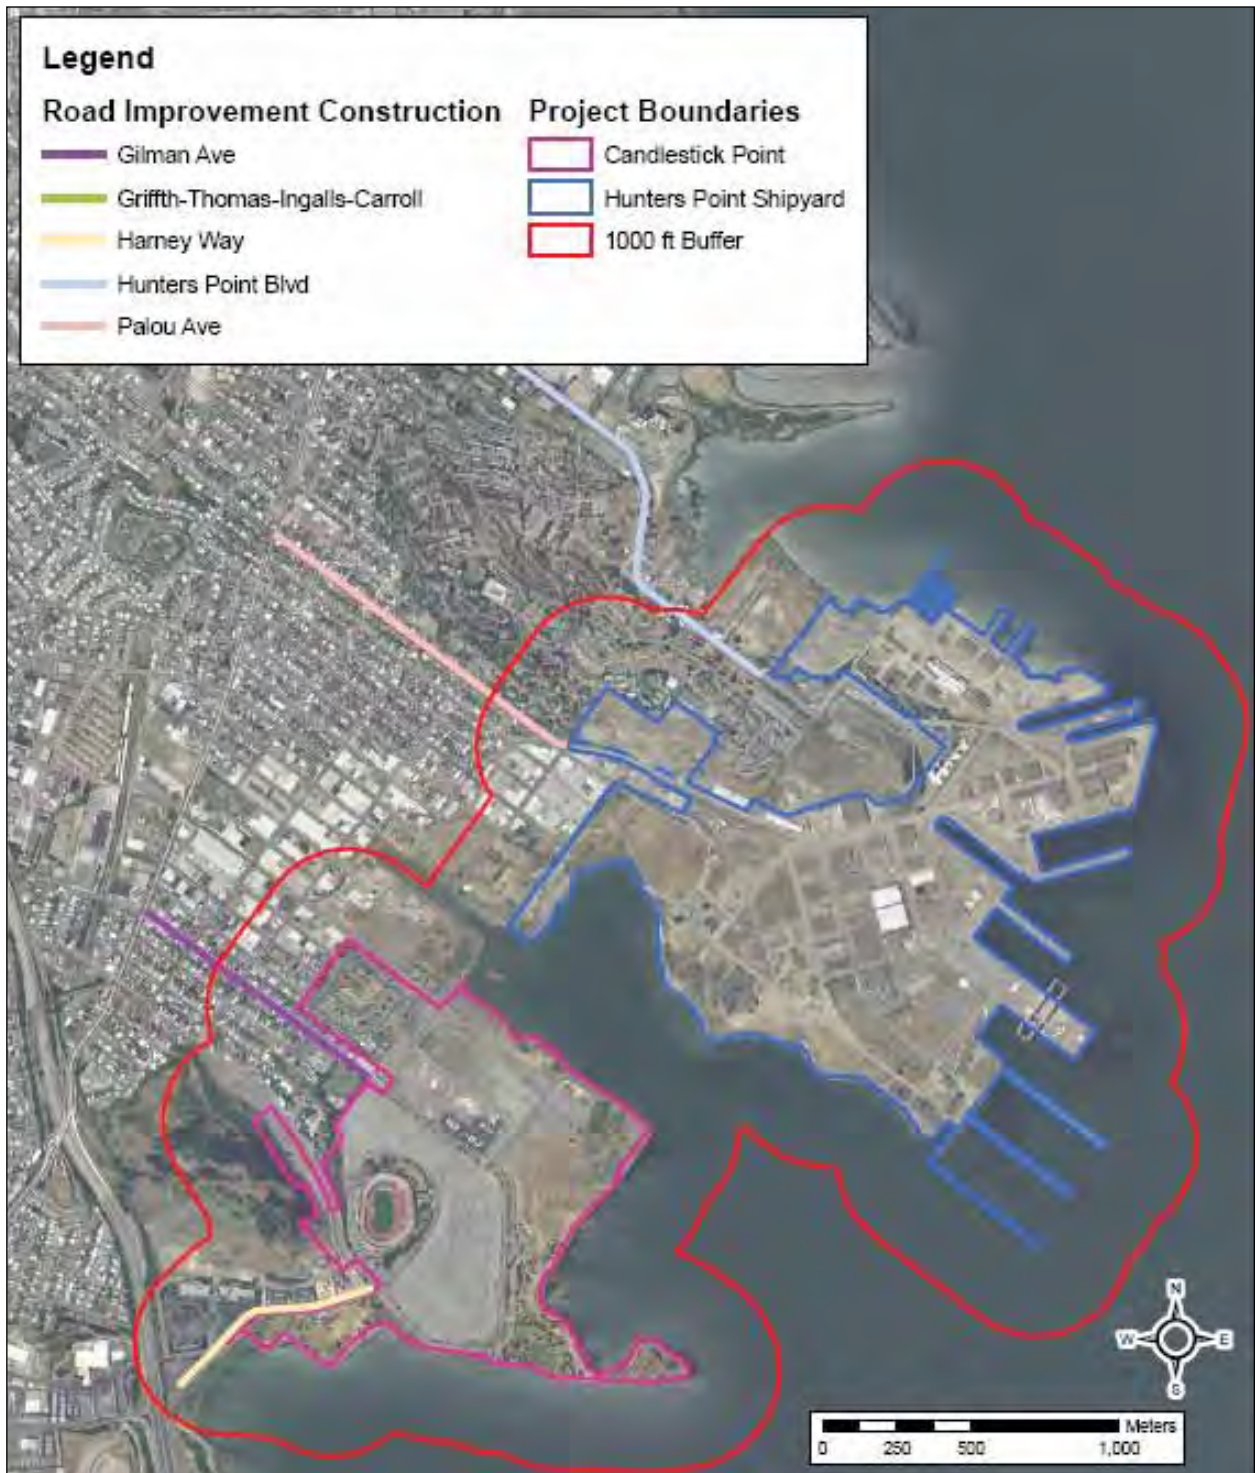 Legend
Road Improvement Construction
Gilman Ave
Griffth-Thomas-Ingalls-Carroll
Harney Way
Hunters Point Blvd
Palou Ave
Project Boundaries
Candlestick Point
Hunters Point Shipyard
1000 ft Buffer
N
W E
S
Meters
0 250 500 1,000